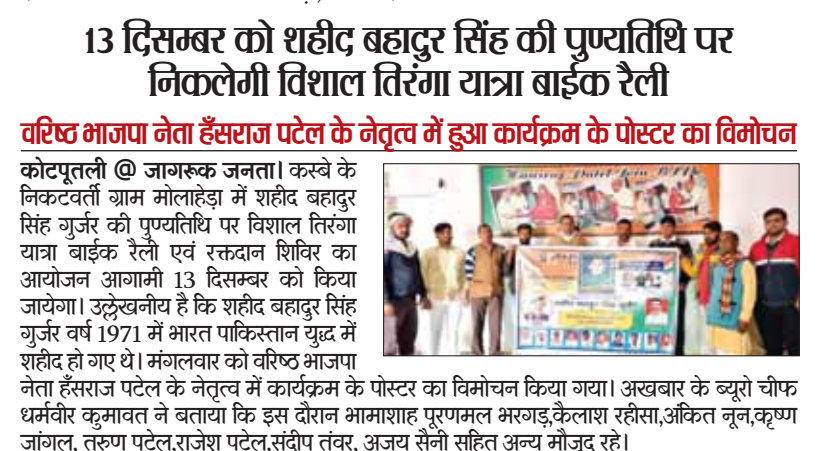 13 दिसम्बर को शहीद बहादुर सिंह की पुण्यतिथि पर
निकलेगी विशाल तिरंगा यात्रा बाईक रैली
वरिष्ठ भाजपा नेता हँसराज पटेल के नेतृत्व में हुआ कार्यक्रम के पोस्टर का विमोचन
कोटपूतली @ जागरूक जनता। कस्बे के
निकटवर्ती ग्राम मोलाहेड़ा में शहीद बहादुर
सिंह गुर्जर की पुण्यतिथि पर विशाल तिरंगा
यात्रा बाईक रैली एवं रक्तदान शिविर का
आयोजन आगामी 13 दिसम्बर को किया
जायेगा। उल्लेखनीय है कि शहीद बहादुर सिंह
गुर्जर वर्ष 1971 में भारत पाकिस्तान युद्ध में
शहीद हो गए थे। मंगलवार को वरिष्ठ भाजपा
नेता हँसराज पटेल के नेतृत्व में कार्यक्रम के पोस्टर का विमोचन किया गया। अखबार के ब्यूरो चीफ
धर्मवीर कुमावत ने बताया कि इस दौरान भामाशाह पूरणमल भरगड़,कैलाश रहीसा,अंकित नून,कृष्ण
जांगल, तरुण पटेल,राजेश पटेल,संदीप तंवर, अजय सैनी सहित अन्य मौजूद रहे।